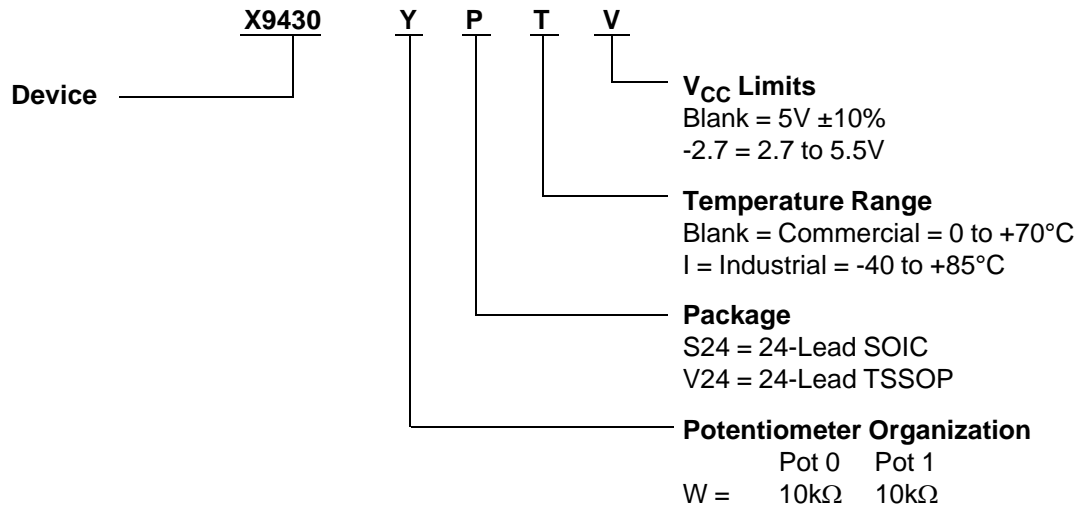 X9430 Y P T V
Device
V_CC Limits
Blank = 5V ±10%
-2.7 = 2.7 to 5.5V
Temperature Range
Blank = Commercial = 0 to +70°C
I = Industrial = -40 to +85°C
Package
S24 = 24-Lead SOIC
V24 = 24-Lead TSSOP
Potentiometer Organization
Pot 0 Pot 1
W = 10kΩ 10kΩ